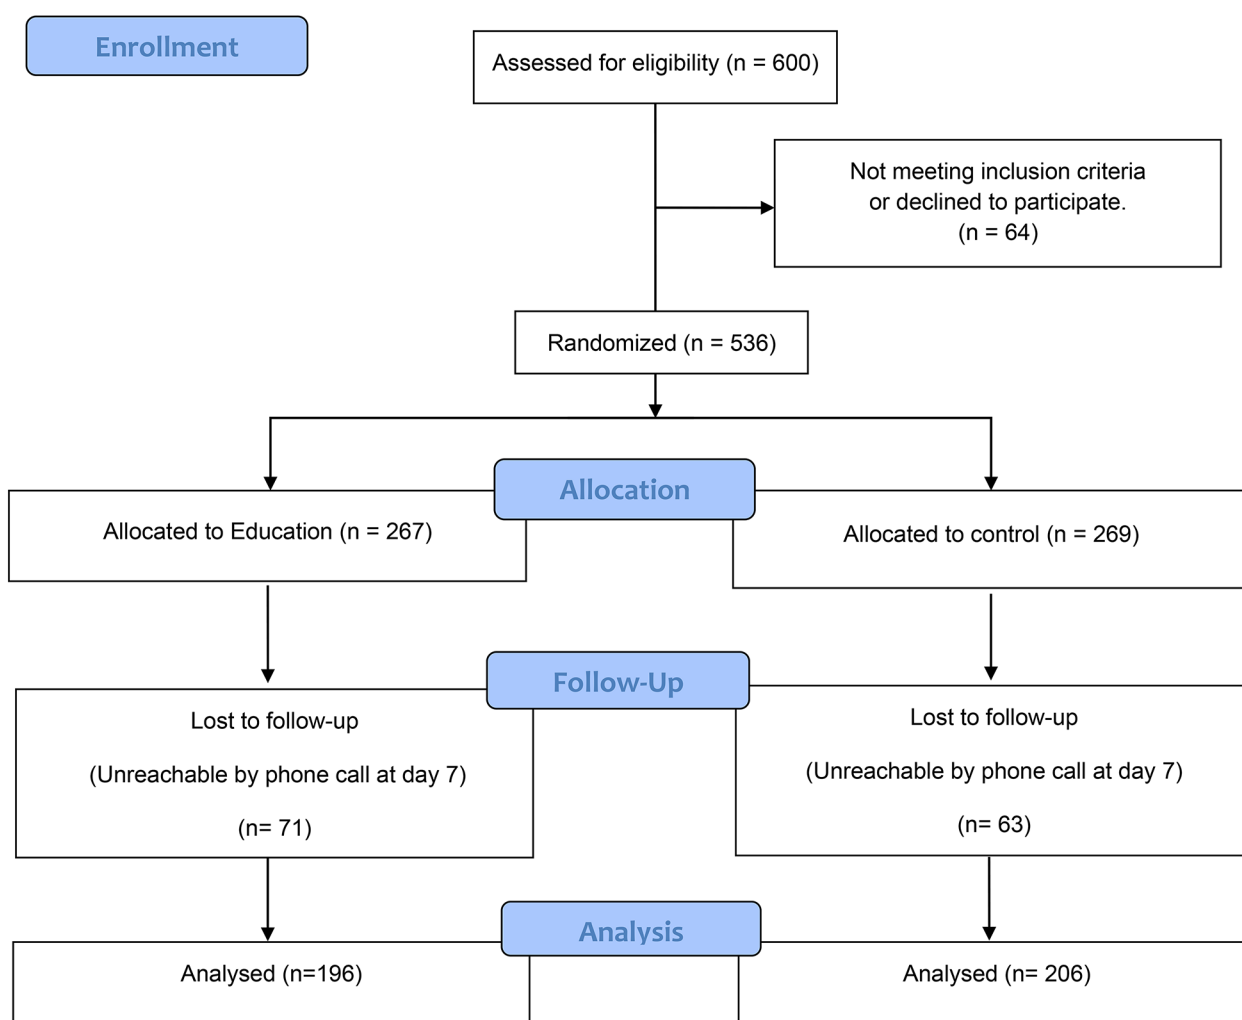 Enrollment
Assessed for eligibility (n = 600)
Not meeting inclusion criteria
or declined to participate.
(n = 64)
Randomized (n = 536)
Allocation
Allocated to Education (n = 267)
Allocated to control (n = 269)
Follow-Up
Lost to follow-up
(Unreachable by phone call at day 7)
(n= 71)
Lost to follow-up
(Unreachable by phone call at day 7)
(n= 63)
Analysis
Analysed (n=196)
Analysed (n= 206)